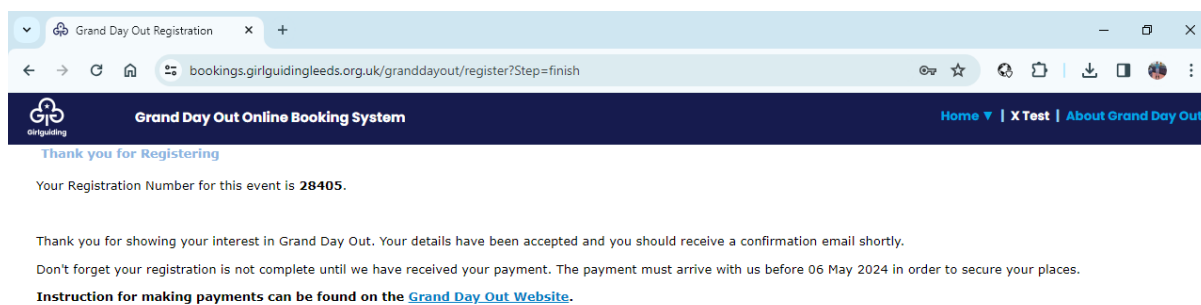 Grand Day Out Registration
bookings.girlguidingleeds.org.uk/granddayout/register?Step=finish
Girlguiding
Grand Day Out Online Booking System
Home ▼ | X Test | About Grand Day Out
Thank you for Registering
Your Registration Number for this event is 28405.
Thank you for showing your interest in Grand Day Out. Your details have been accepted and you should receive a confirmation email shortly.
Don't forget your registration is not complete until we have received your payment. The payment must arrive with us before 06 May 2024 in order to secure your places.
Instruction for making payments can be found on the Grand Day Out Website.